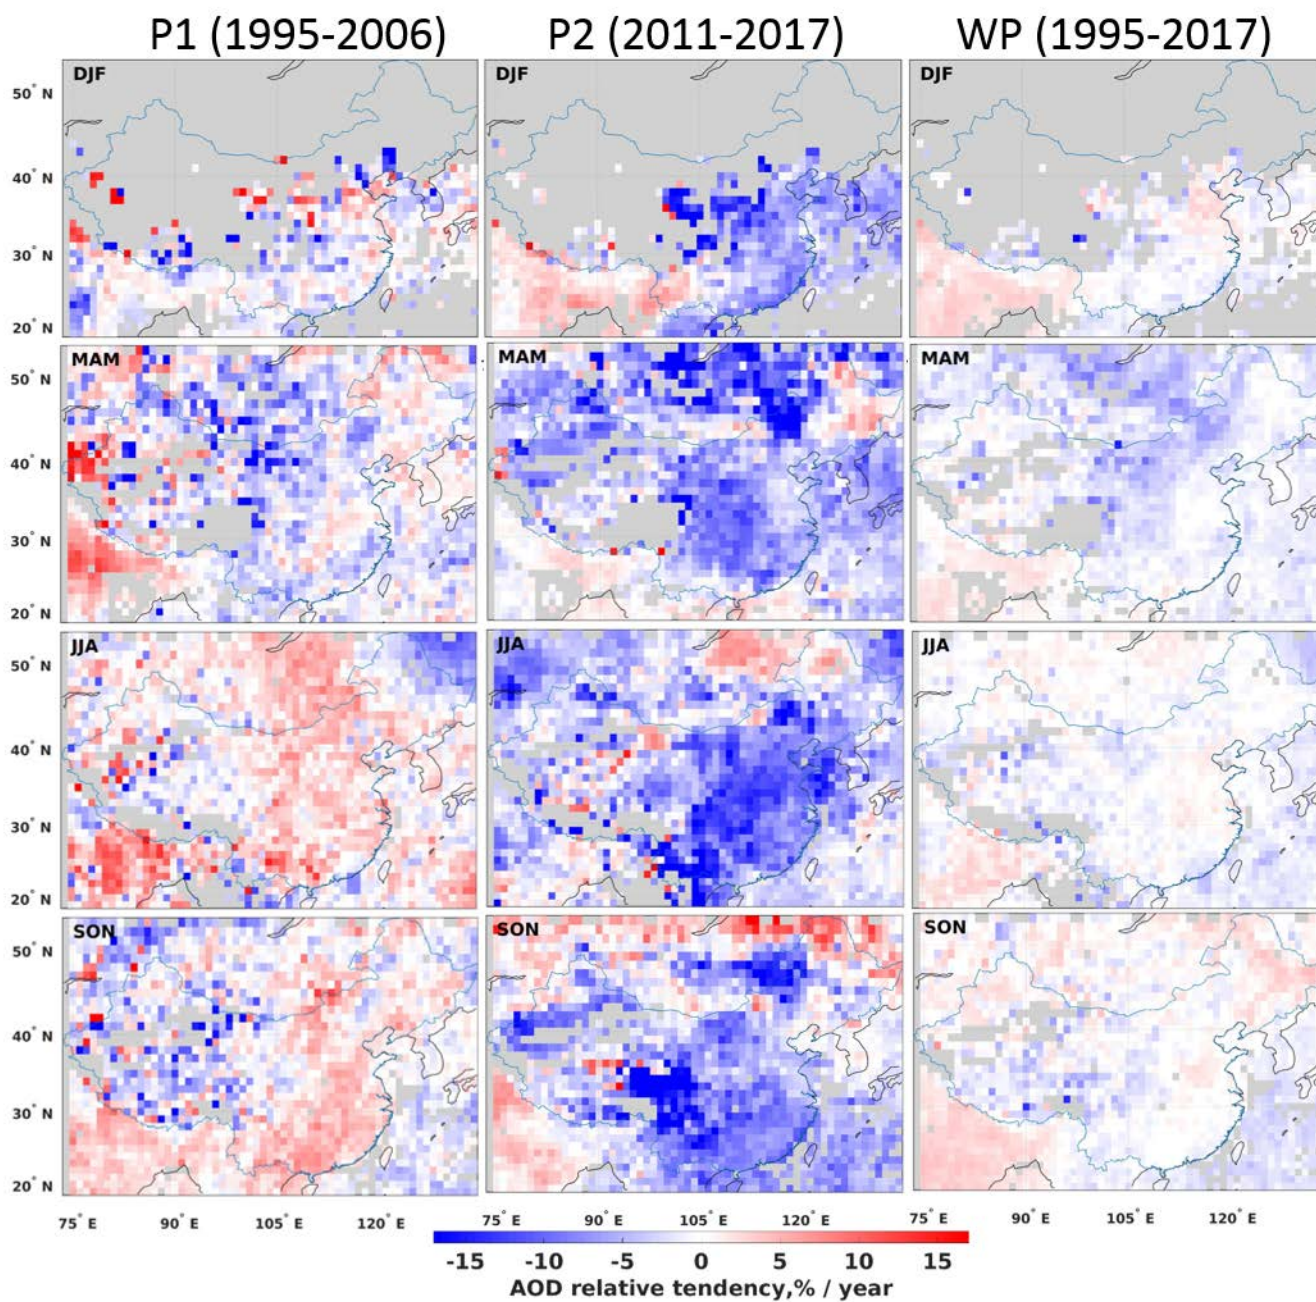 P1 (1995-2006) P2 (2011-2017) WP (1995-2017)
DJF DJF DJF
50° N
40° N
30° N
20° N
MAM MAM MAM
50° N
40° N
30° N
20° N
JJA JJA JJA
50° N
40° N
30° N
20° N
SON SON SON
50° N
40° N
30° N
20° N
75° E 90° E 105° E 120° E 75° E 90° E 105° E 120° E 75° E 90° E 105° E 120° E
-15 -10 -5 0 5 10 15
AOD relative tendency,% / year